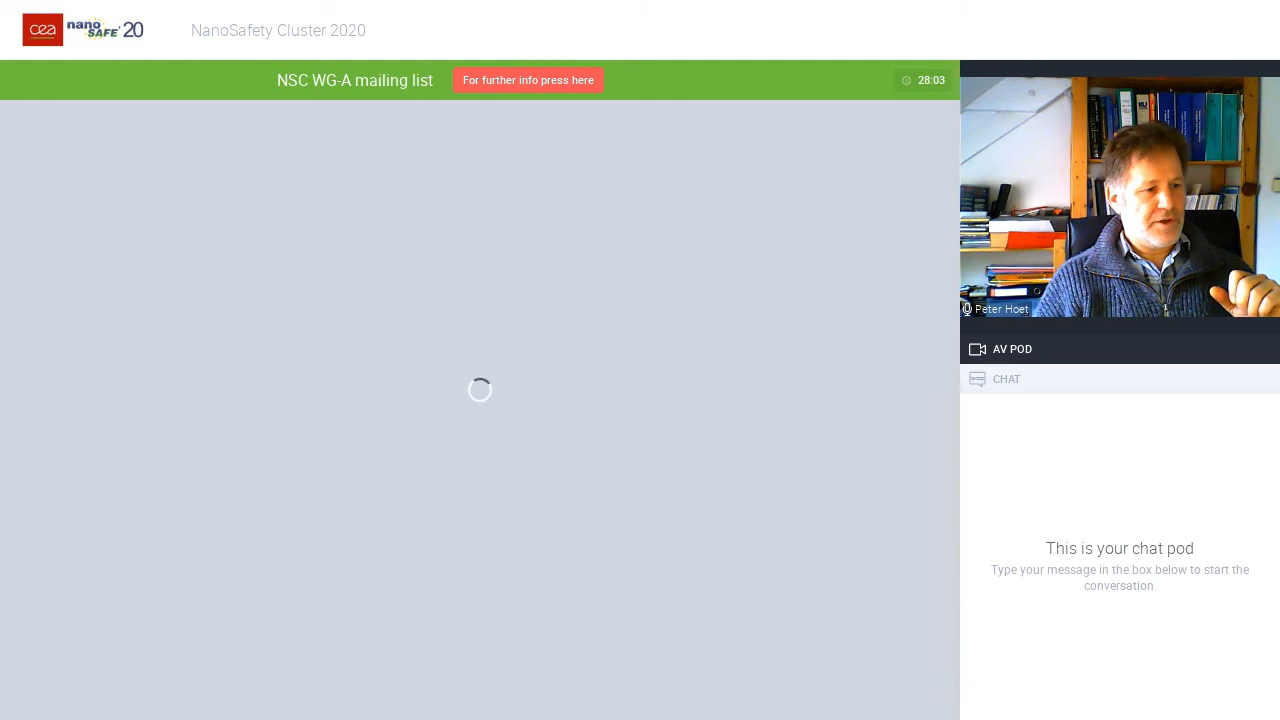 cea
nano
SAFE' 20
NanoSafety Cluster 2020
NSC WG-A mailing list
For further info press here
28:03
Peter Hoet
AV POD
CHAT
This is your chat pod
Type your message in the box below to start the
conversation.